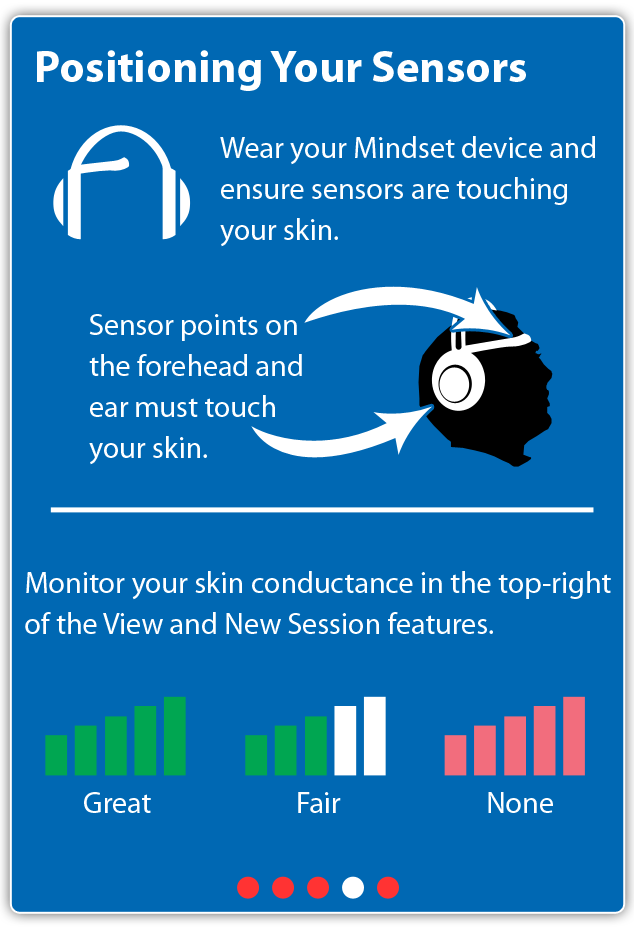 Positioning Your Sensors
Wear your Mindset device and
ensure sensors are touching
your skin.
Sensor points on
the forehead and
ear must touch
your skin.
Monitor your skin conductance in the top-right
of the View and New Session features.
Great
Fair
None